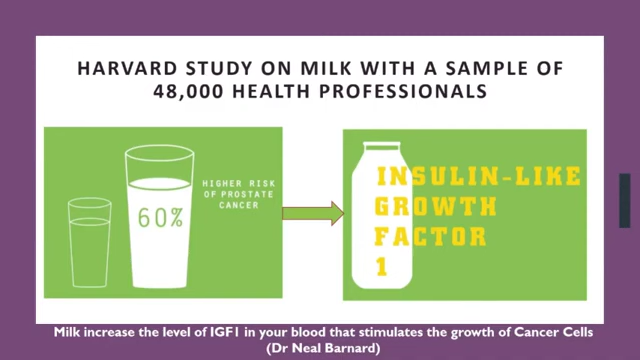 HARVARD STUDY ON MILK WITH A SAMPLE OF
48,000 HEALTH PROFESSIONALS
60%
HIGHER RISK
OF PROSTATE
CANCER
INSULIN-LIKE
GROWTH
FACTOR
1
Milk increase the level of IGF1 in your blood that stimulates the growth of Cancer Cells
(Dr Neal Barnard)